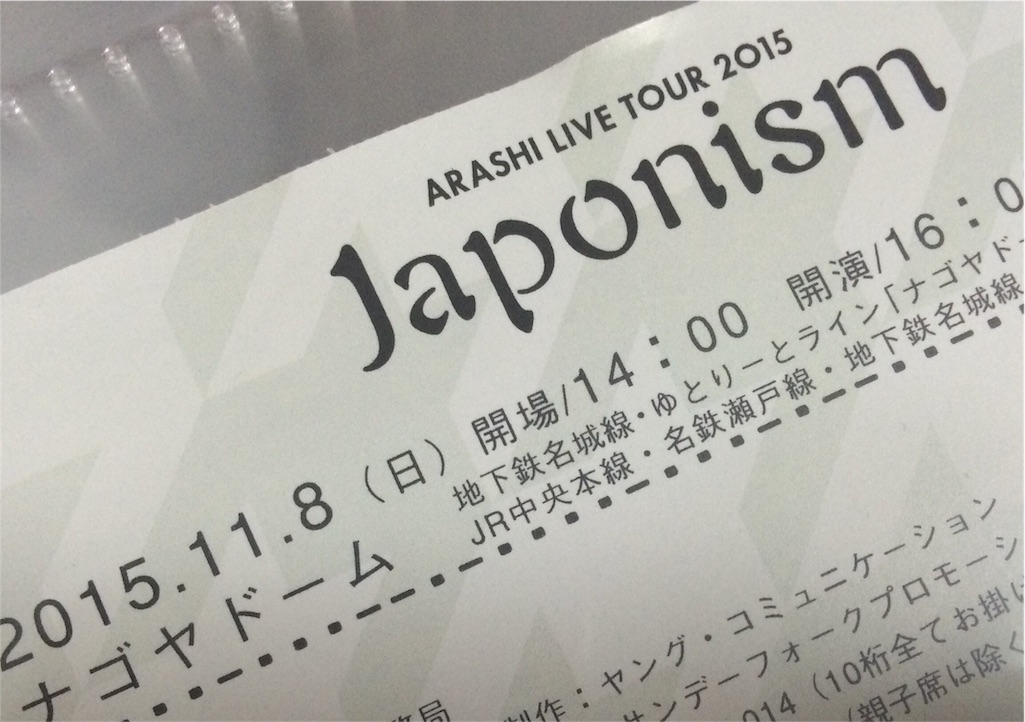 ARASHI LIVE TOUR 2015
Japonism
2015.11.8（日） 開場/14：00 開演/16：0
ナゴヤドーム
地下鉄名城線・ゆとりーとライン「ナゴヤドー
JR中央本線・名鉄瀬戸線・地下鉄名城線
制作：ヤング・コミュニケーション
サンデーフォークプロモーシ
014（10桁全てお掛け
（親子席は除く